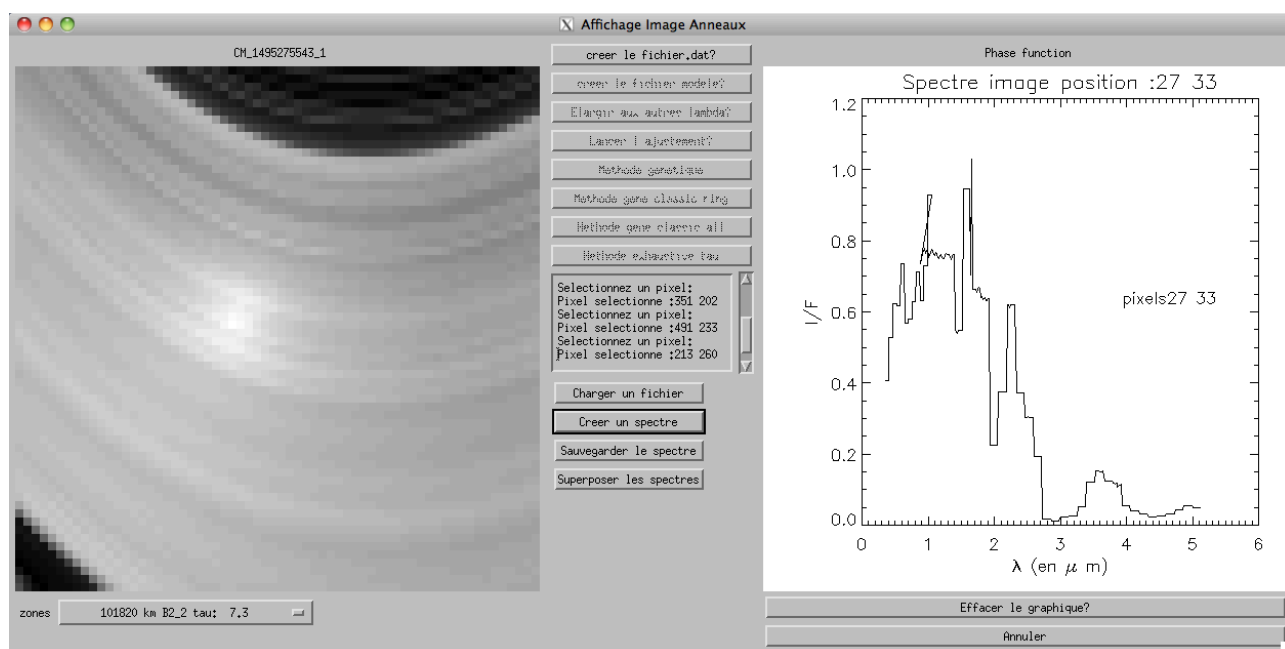 Affichage Image Anneaux
CM_1495275543_1
creer le fichier.dat?
creer le fichier modele?
Elargir aux autres lambda?
Lancer l ajustement?
Methode genetique
Methode gene classic ring
Methode gene classic all
Methode exhaustive tau
Selectionnez un pixel:
Pixel selectionne :351 202
Selectionnez un pixel:
Pixel selectionne :491 233
Selectionnez un pixel:
Pixel selectionne :213 260
Charger un fichier
Creer un spectre
Sauvegarder le spectre
Superposer les spectres
zones
101820 km B2_2 tau: 7.3
Phase function
Spectre image position :27 33
1.2
1.0
0.8
0.6
0.4
0.2
0.0
I/F
pixels27 33
0 1 2 3 4 5 6
λ (en μ m)
Effacer le graphique?
Annuler